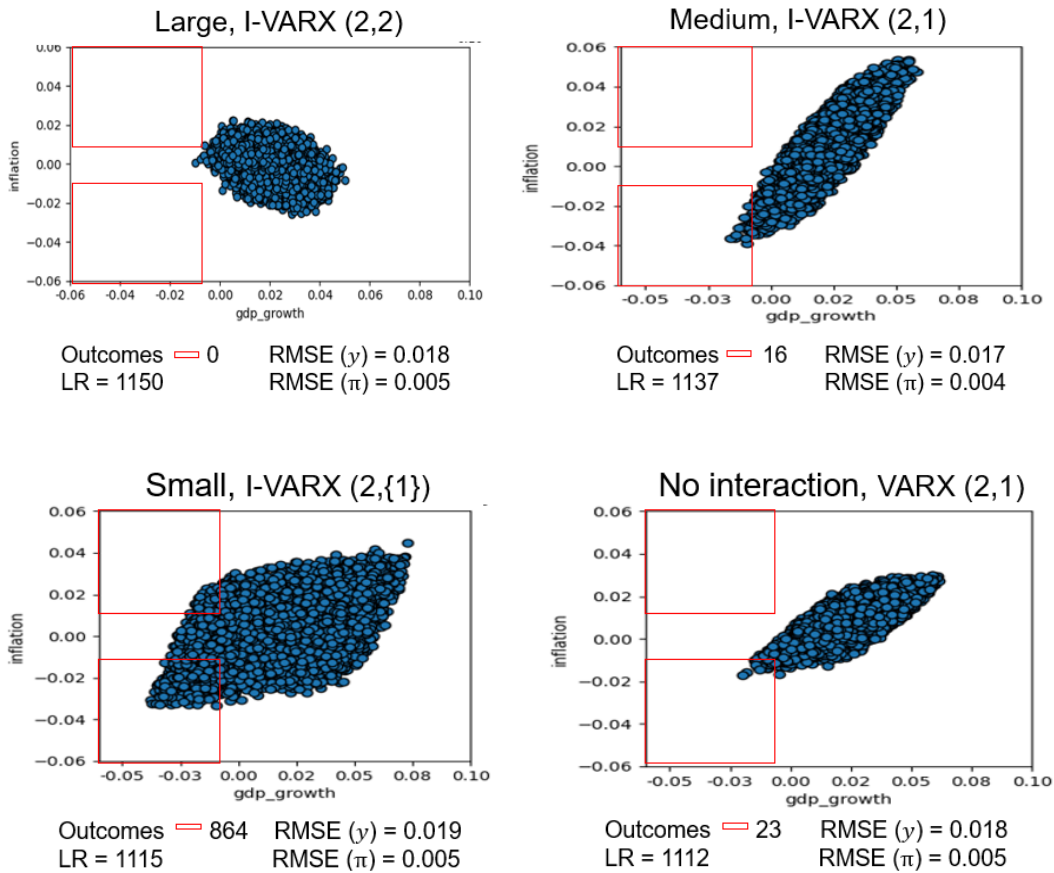 Large, I-VARX (2,2)
0.06
0.04
0.02
0.00
−0.02
−0.04
−0.06
inflation
-0.06
-0.04
-0.02
0.00
0.02
0.04
0.06
0.08
0.10
gdp_growth
Outcomes 0 RMSE (y) = 0.018
LR = 1150 RMSE (π) = 0.005
Medium, I-VARX (2,1)
0.06
0.04
0.02
0.00
−0.02
−0.04
−0.06
inflation
-0.05
-0.03
0.00
0.02
0.05
0.08
0.10
gdp_growth
Outcomes 16 RMSE (y) = 0.017
LR = 1137 RMSE (π) = 0.004
Small, I-VARX (2,{1})
0.06
0.04
0.02
0.00
−0.02
−0.04
−0.06
inflation
-0.05
-0.03
0.00
0.02
0.05
0.08
0.10
gdp_growth
Outcomes 864 RMSE (y) = 0.019
LR = 1115 RMSE (π) = 0.005
No interaction, VARX (2,1)
0.06
0.04
0.02
0.00
−0.02
−0.04
−0.06
inflation
-0.05
-0.03
0.00
0.02
0.05
0.08
0.10
gdp_growth
Outcomes 23 RMSE (y) = 0.018
LR = 1112 RMSE (π) = 0.005